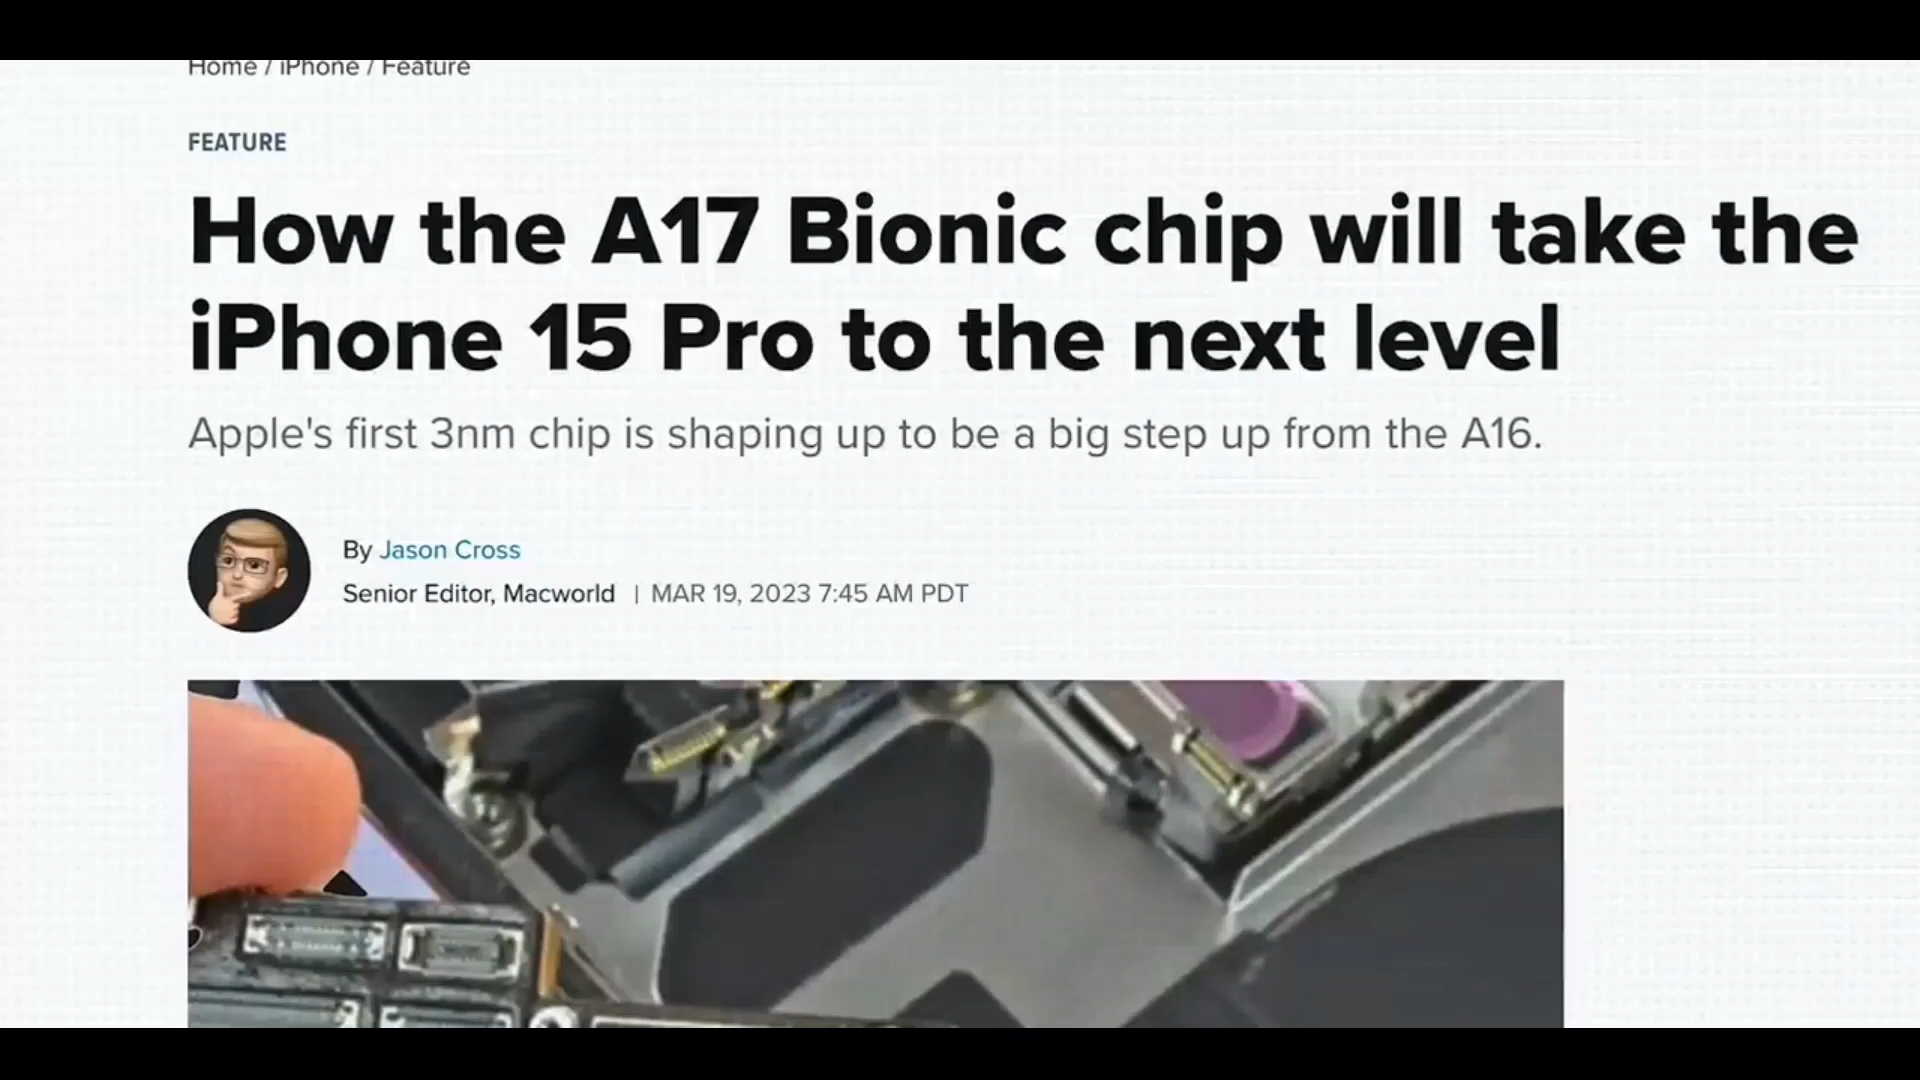 Home / iPhone / Feature
FEATURE
How the A17 Bionic chip will take the
iPhone 15 Pro to the next level
Apple's first 3nm chip is shaping up to be a big step up from the A16.
By Jason Cross
Senior Editor, Macworld | MAR 19, 2023 7:45 AM PDT